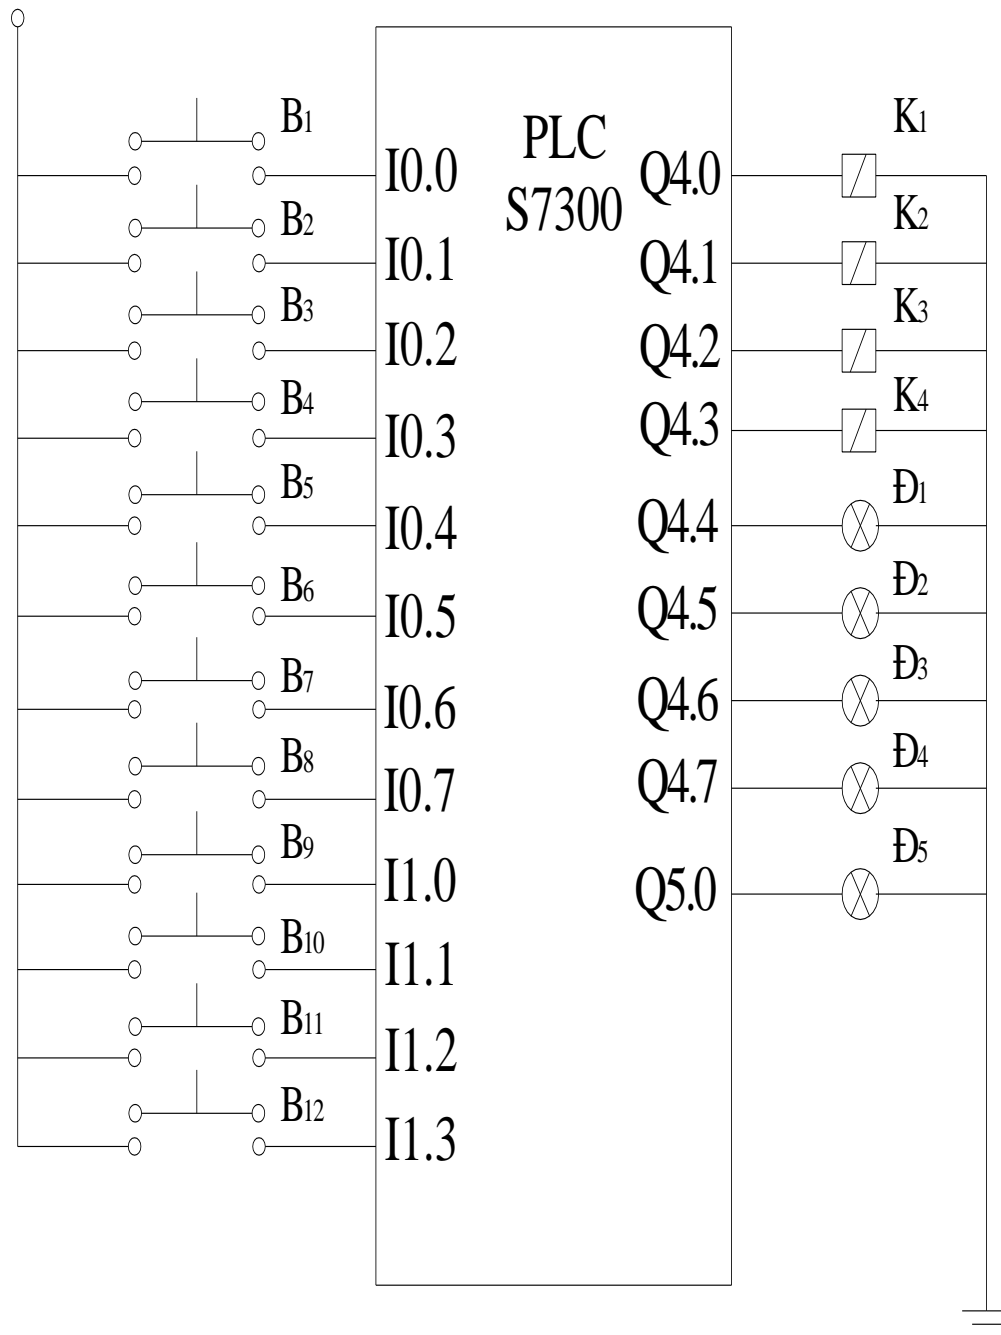 B1
PLC
K1
I0.0
Q4.0
S7300
B2
K2
I0.1
Q4.1
B3
K3
I0.2
Q4.2
B4
K4
I0.3
Q4.3
B5
Đ1
I0.4
Q4.4
B6
Đ2
I0.5
Q4.5
B7
Đ3
I0.6
Q4.6
B8
Đ4
I0.7
Q4.7
B9
Đ5
I1.0
Q5.0
B10
I1.1
B11
I1.2
B12
I1.3